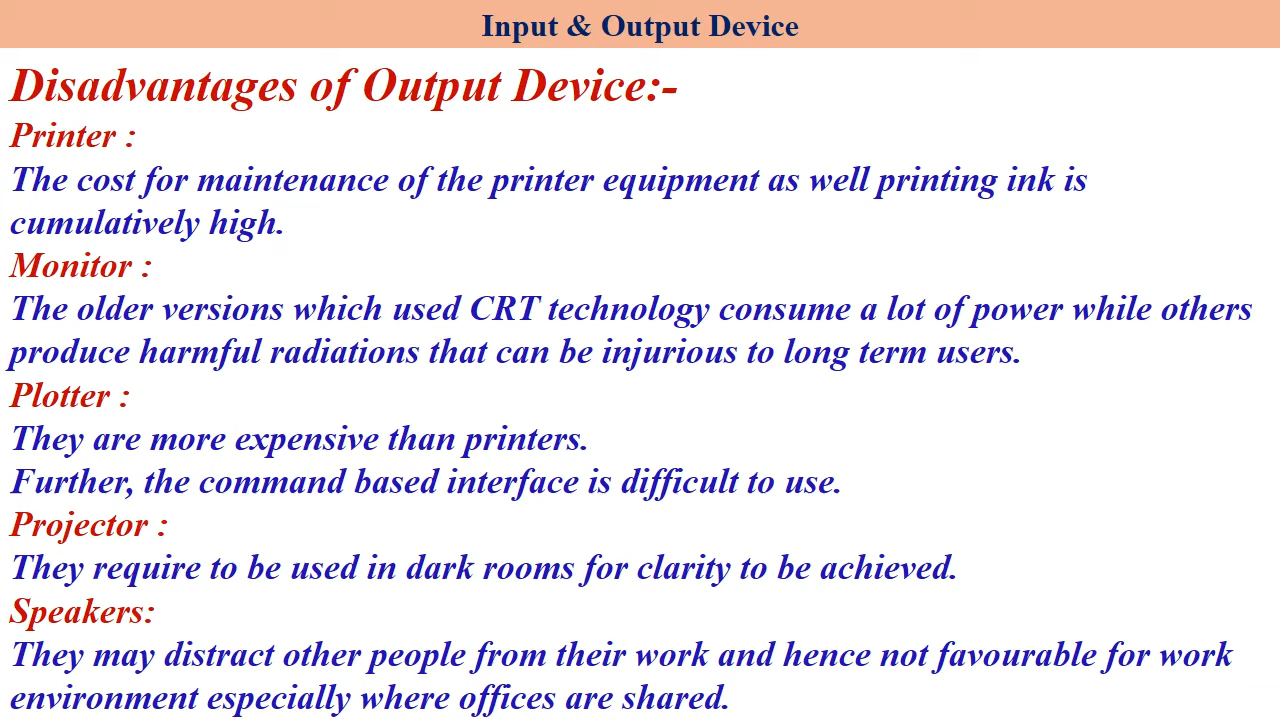 Input & Output Device
Disadvantages of Output Device:-
Printer :
The cost for maintenance of the printer equipment as well printing ink is
cumulatively high.
Monitor :
The older versions which used CRT technology consume a lot of power while others
produce harmful radiations that can be injurious to long term users.
Plotter :
They are more expensive than printers.
Further, the command based interface is difficult to use.
Projector :
They require to be used in dark rooms for clarity to be achieved.
Speakers:
They may distract other people from their work and hence not favourable for work
environment especially where offices are shared.